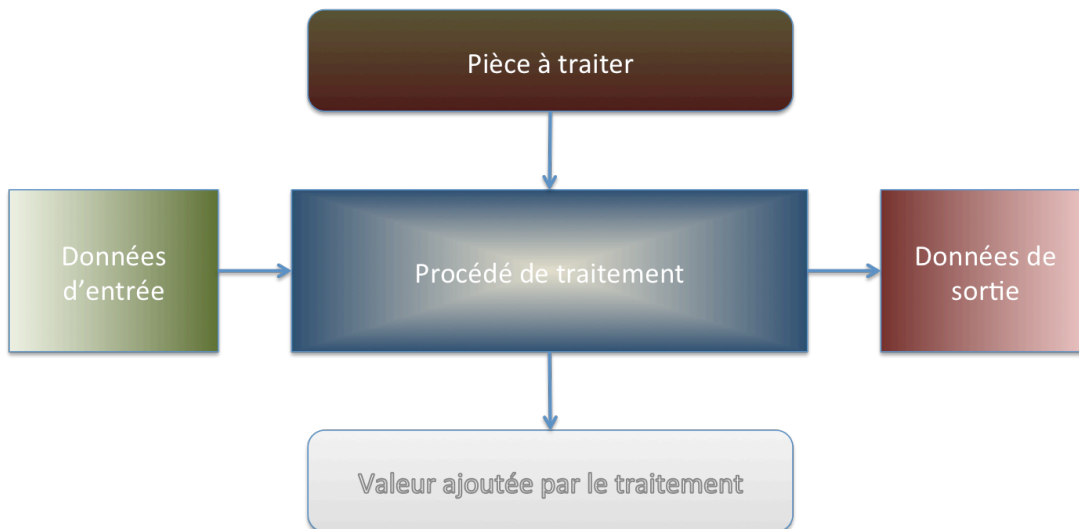 Pièce à traiter
Données
d’entrée
Procédé de traitement
Données de
sortie
Valeur ajoutée par le traitement